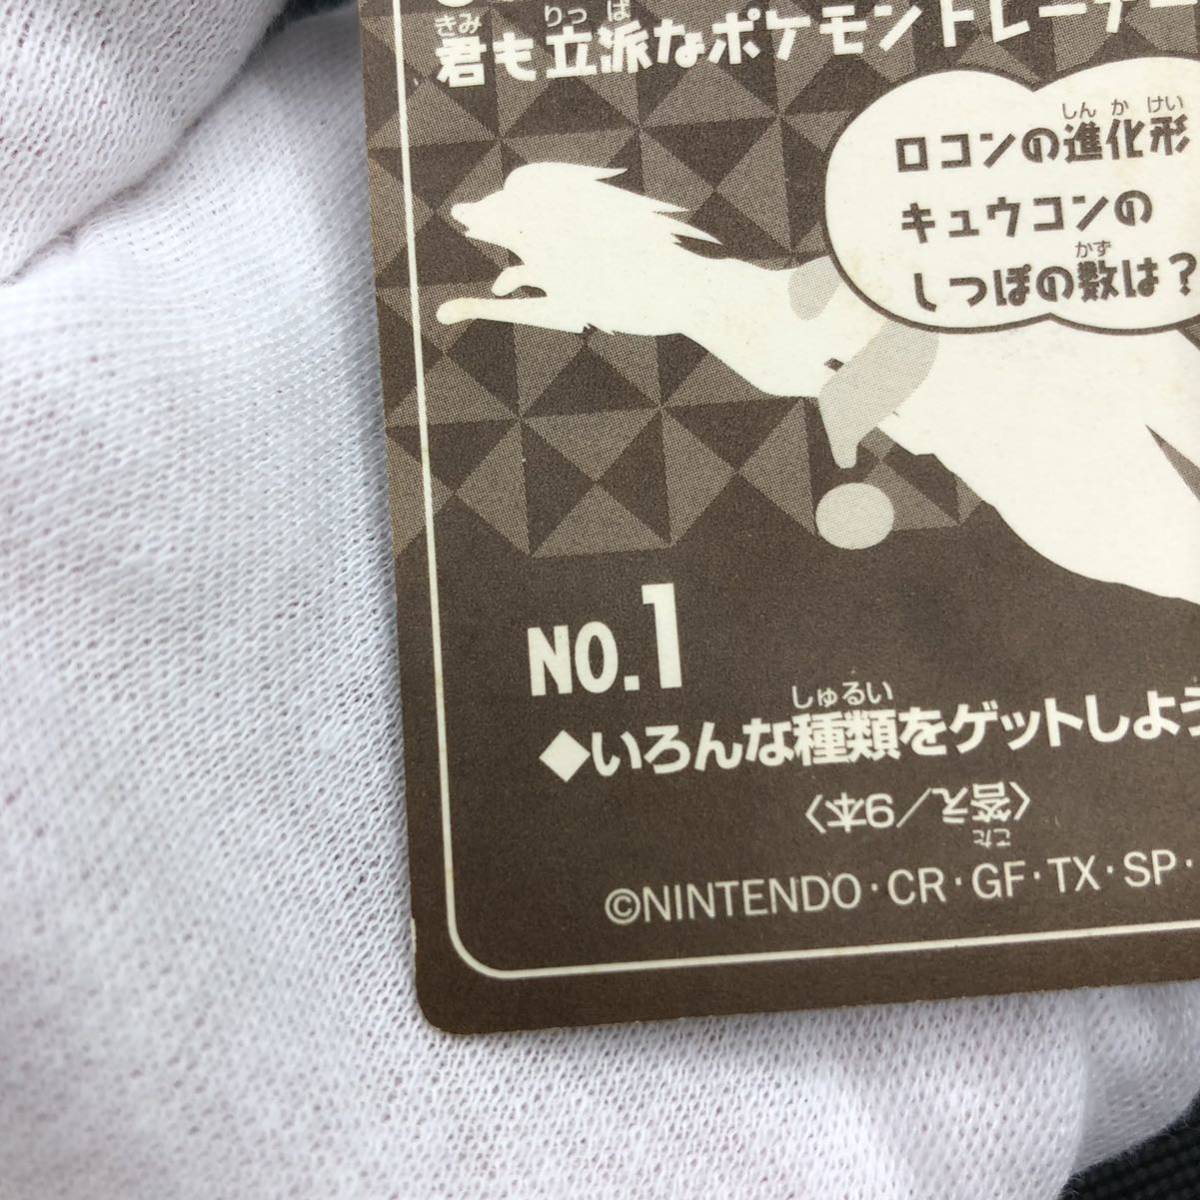 きみ りっ ぱ
君も立派なポケモントレーナー
しん か けい
ロコンの進化形
キュウコンの
かず
しっぽの数は?
NO.1
しゅるい
◆いろんな種類をゲットしよう
〈答え/9本〉
こた
©NINTENDO・CR・GF・TX・SP・